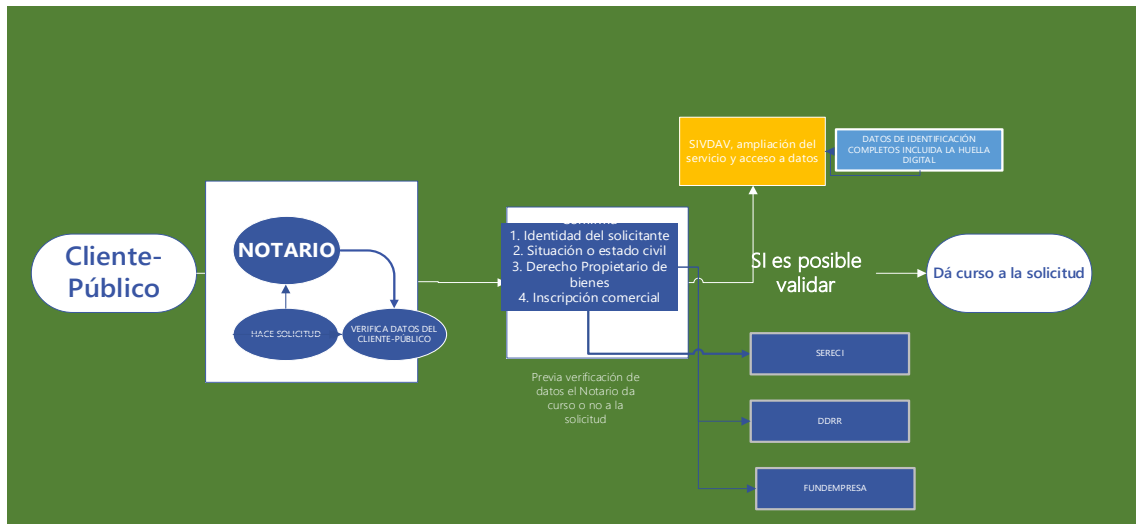 Cliente-
Público
NOTARIO
HACE SOLICITUD
VERIFICA DATOS DEL
CLIENTE-PÚBLICO
1. Identidad del solicitante
2. Situación o estado civil
3. Derecho Propietario de
bienes
4. Inscripción comercial
Previa verificación de
datos el Notario da
curso o no a la
solicitud
SIVDAV, ampliación del
servicio y acceso a datos
DATOS DE IDENTIFICACIÓN
COMPLETOS INCLUIDA LA HUELLA
DIGITAL
SI es posible
validar
Dá curso a la solicitud
SERECI
DDRR
FUNDEMPRESA